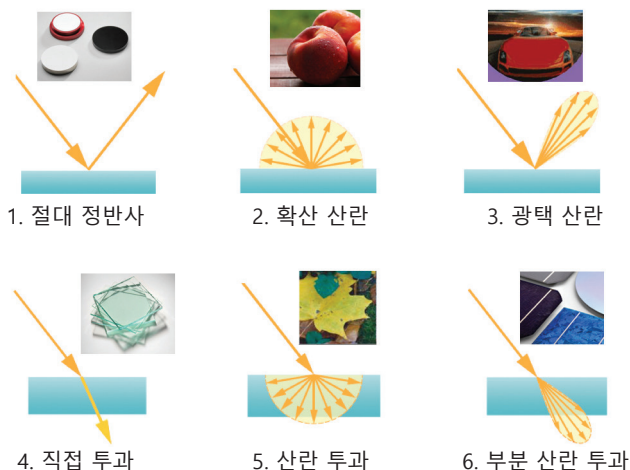 1. 절대 정반사
2. 확산 산란
3. 광택 산란
4. 직접 투과
5. 산란 투과
6. 부분 산란 투과